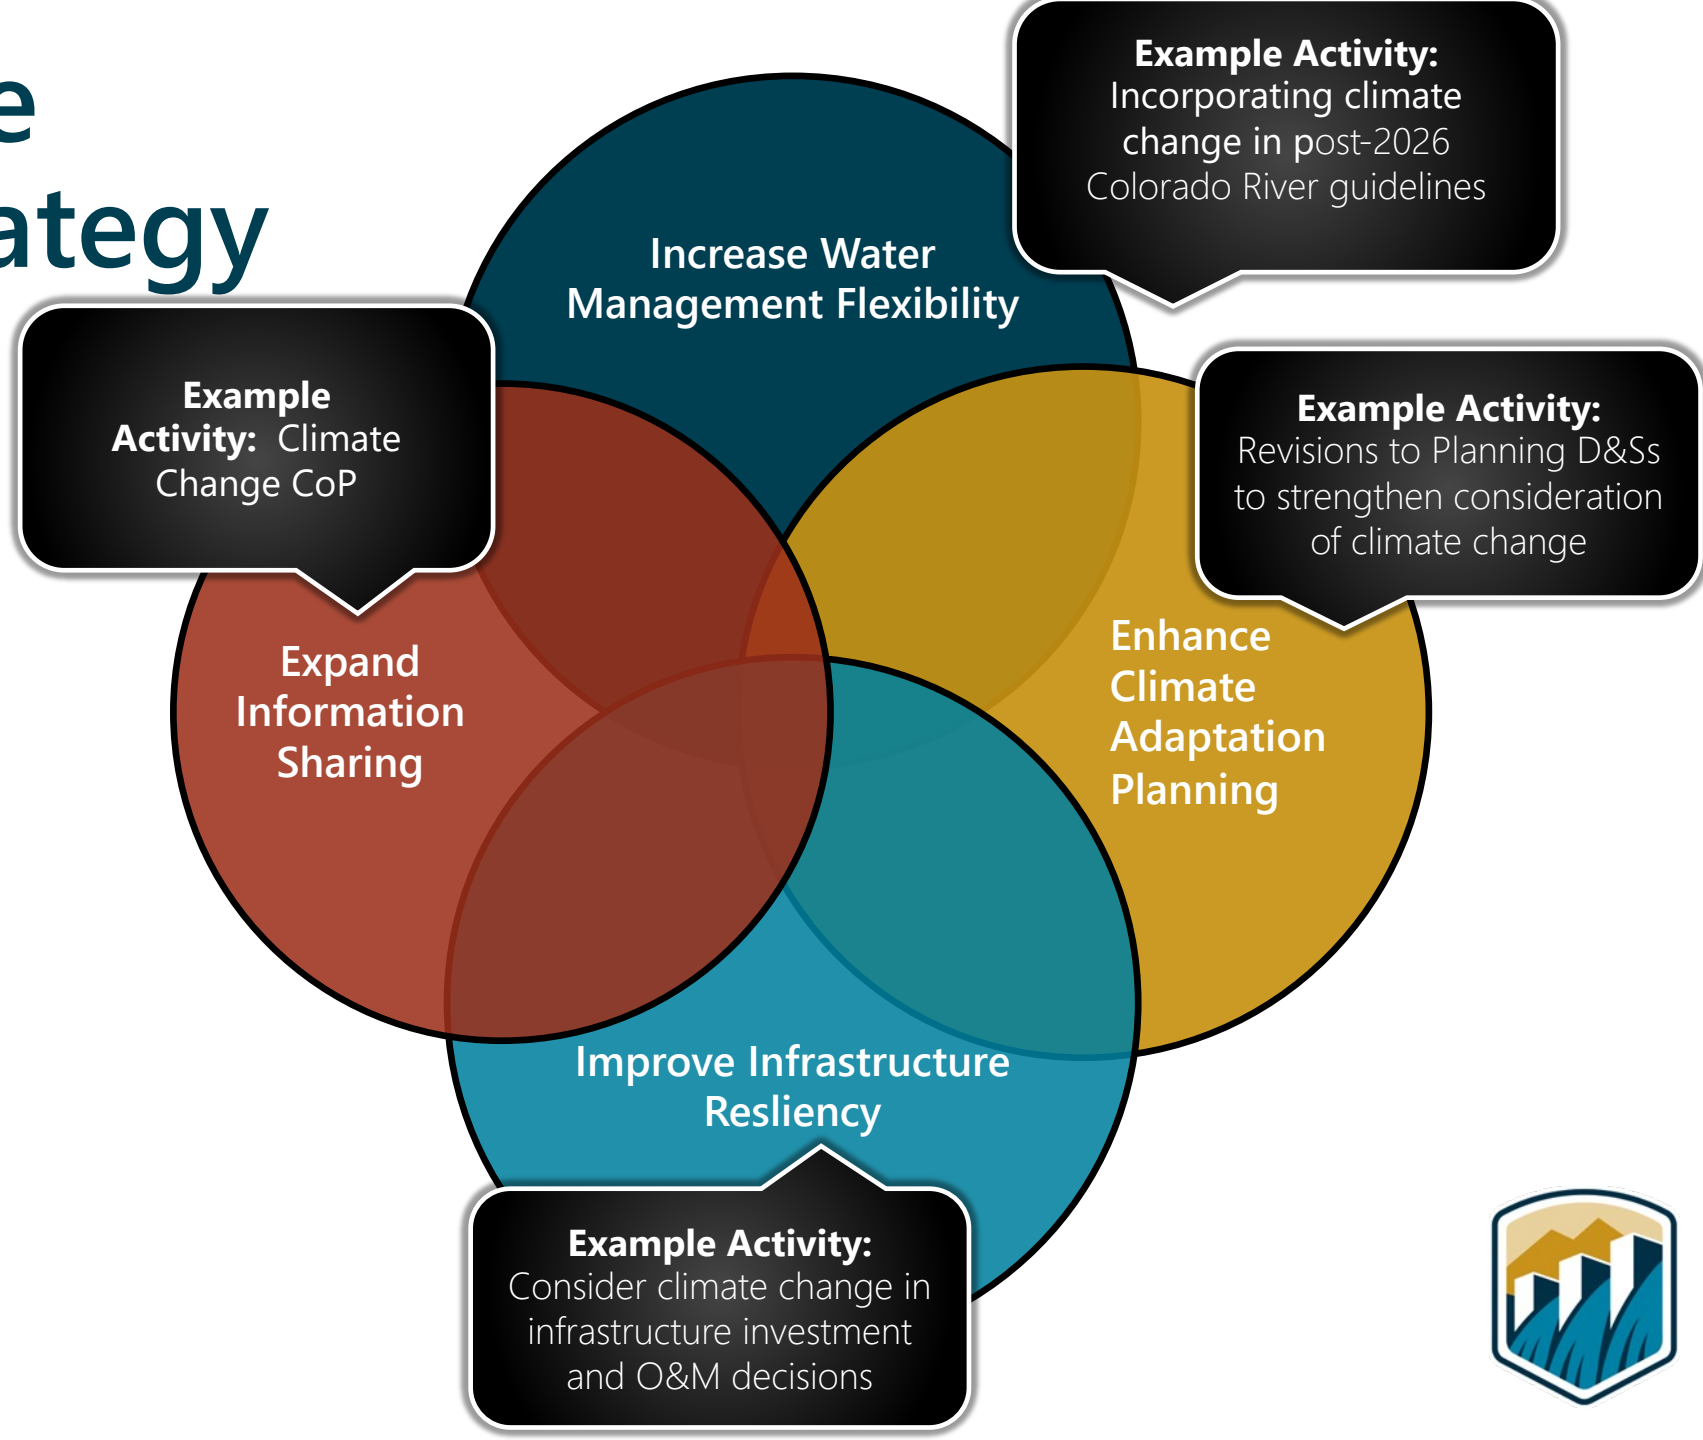 e
ategy
Example Activity:
Incorporating climate
change in post-2026
Colorado River guidelines
Increase Water
Management Flexibility
Example
Activity: Climate
Change CoP
Example Activity:
Revisions to Planning D&Ss
to strengthen consideration
of climate change
Expand
Information
Sharing
Enhance
Climate
Adaptation
Planning
Improve Infrastructure
Resliency
Example Activity:
Consider climate change in
infrastructure investment
and O&M decisions